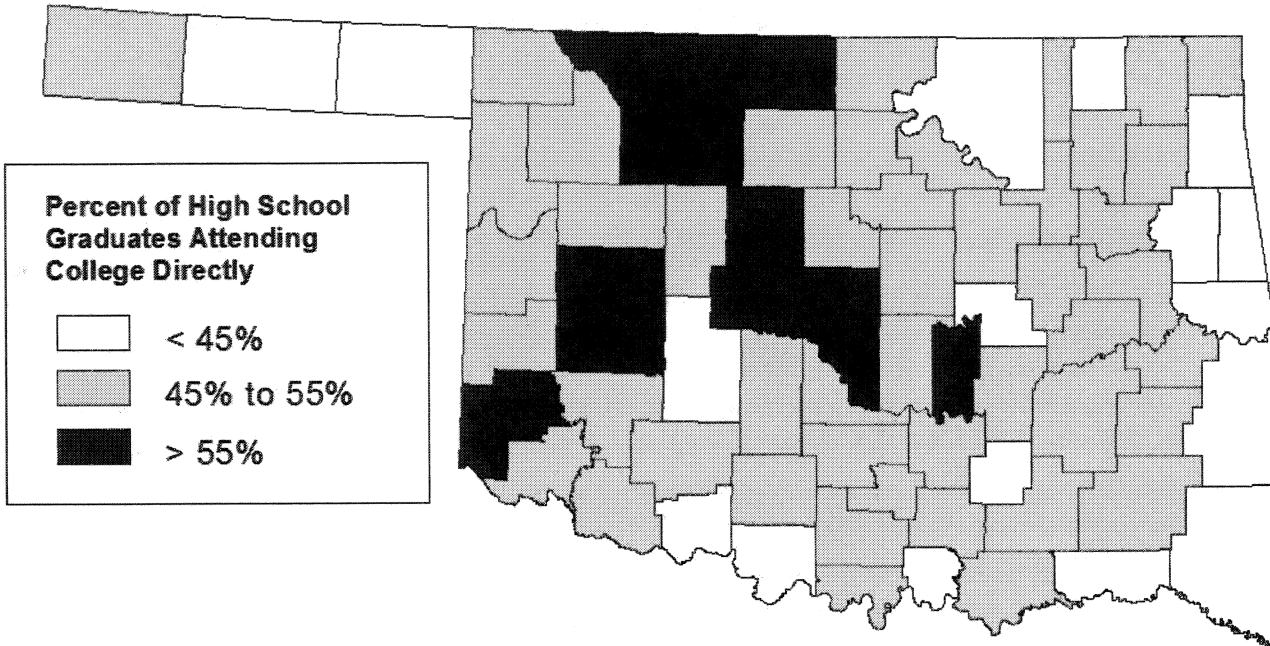 Percent of High School
Graduates Attending
College Directly
< 45%
45% to 55%
> 55%